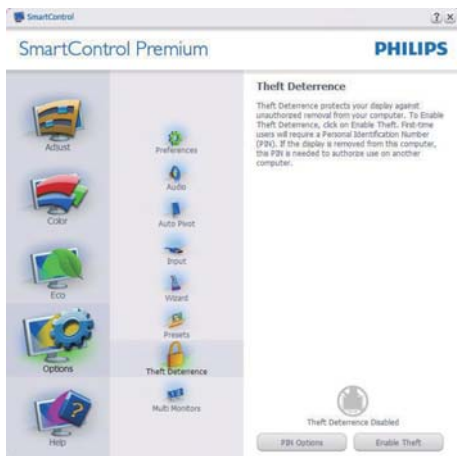 SmartControl
SmartControl Premium
PHILIPS
Adjust
Color
Eco
Options
Help
Preferences
Audio
Auto Pivot
Input
Wizard
Presets
Theft Deterrence
Multi Monitors
Theft Deterrence
Theft Deterrence protects your display against
unauthorized removal from your computer. To Enable
Theft Deterrence, click on Enable Theft. First-time
users will require a Personal Identification Number
(PIN). If the display is removed from this computer,
this PIN is needed to authorize use on another
computer.
Theft Deterrence Disabled
PIN Options
Enable Theft